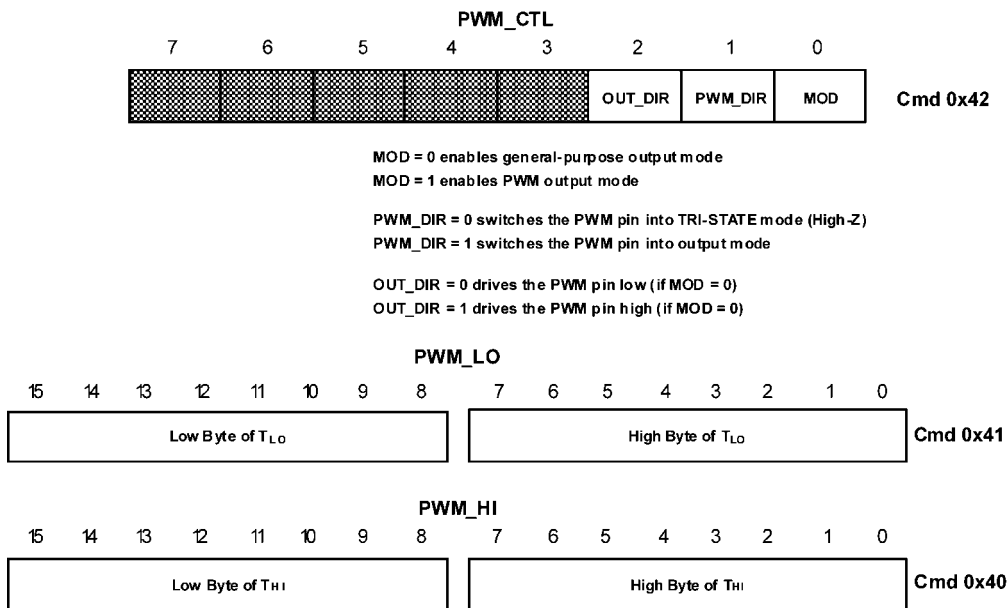 PWM_CTL
7 6 5 4 3 2 1 0
OUT_DIR PWM_DIR MOD Cmd 0x42
MOD = 0 enables general-purpose output mode
MOD = 1 enables PWM output mode
PWM_DIR = 0 switches the PWM pin into TRI-STATE mode (High-Z)
PWM_DIR = 1 switches the PWM pin into output mode
OUT_DIR = 0 drives the PWM pin low (if MOD = 0)
OUT_DIR = 1 drives the PWM pin high (if MOD = 0)
PWM_LO
15 14 13 12 11 10 9 8 7 6 5 4 3 2 1 0
Low Byte of TLO High Byte of TLO Cmd 0x41
PWM_HI
15 14 13 12 11 10 9 8 7 6 5 4 3 2 1 0
Low Byte of THI High Byte of THI Cmd 0x40